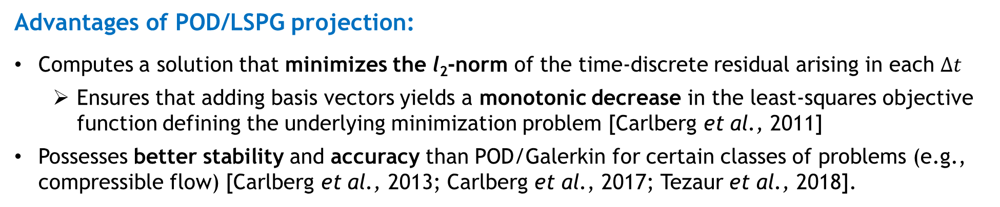 Advantages of POD/LSPG projection:
• Computes a solution that minimizes the l₂-norm of the time-discrete residual arising in each Δt
➢ Ensures that adding basis vectors yields a monotonic decrease in the least-squares objective
function defining the underlying minimization problem [Carlberg et al., 2011]
• Possesses better stability and accuracy than POD/Galerkin for certain classes of problems (e.g.,
compressible flow) [Carlberg et al., 2013; Carlberg et al., 2017; Tezaur et al., 2018].